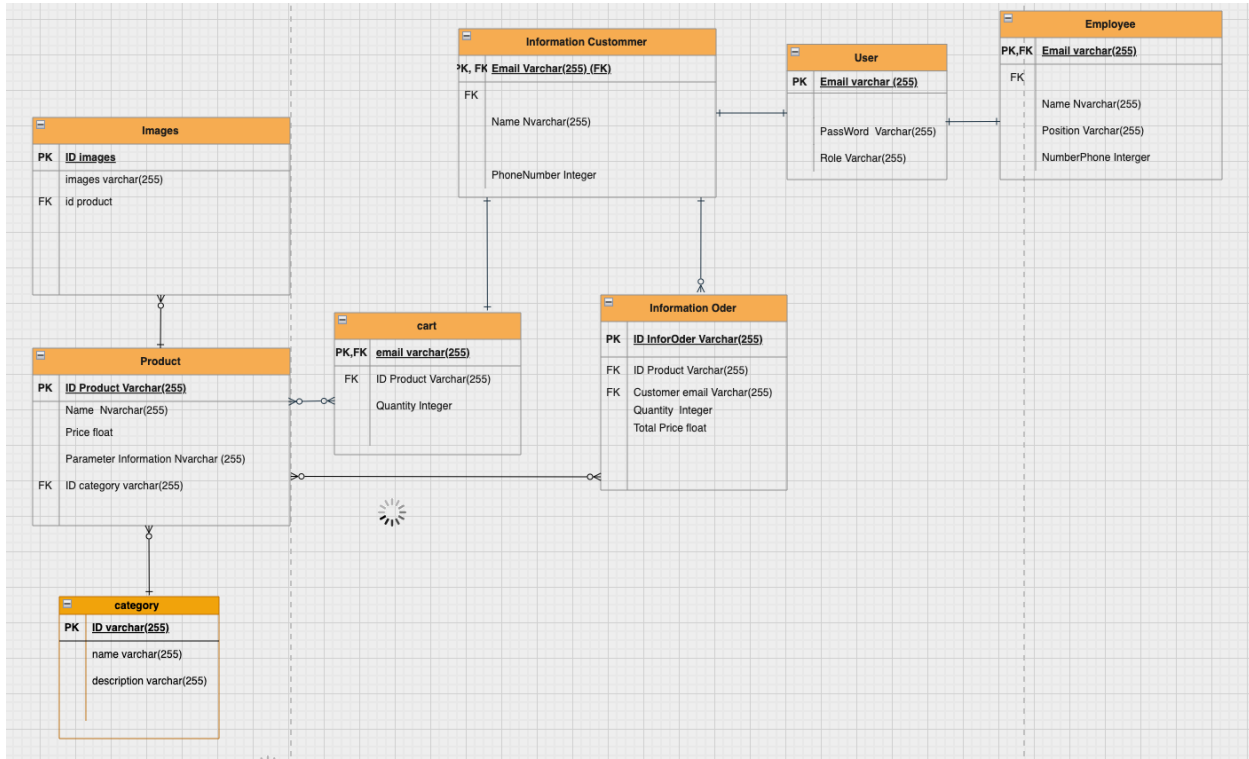 Information Custommer
PK, FK Email Varchar(255) (FK)
FK
Name Nvarchar(255)
PhoneNumber Integer
User
PK Email varchar (255)
PassWord Varchar(255)
Role Varchar(255)
Employee
PK,FK Email varchar(255)
FK
Name Nvarchar(255)
Position Varchar(255)
NumberPhone Interger
Images
PK ID images
images varchar(255)
FK id product
cart
PK,FK email varchar(255)
FK ID Product Varchar(255)
Quantity Integer
Information Oder
PK ID InforOder Varchar(255)
FK ID Product Varchar(255)
FK Customer email Varchar(255)
Quantity Integer
Total Price float
Product
PK ID Product Varchar(255)
Name Nvarchar(255)
Price float
Parameter Information Nvarchar (255)
FK ID category varchar(255)
category
PK ID varchar(255)
name varchar(255)
description varchar(255)